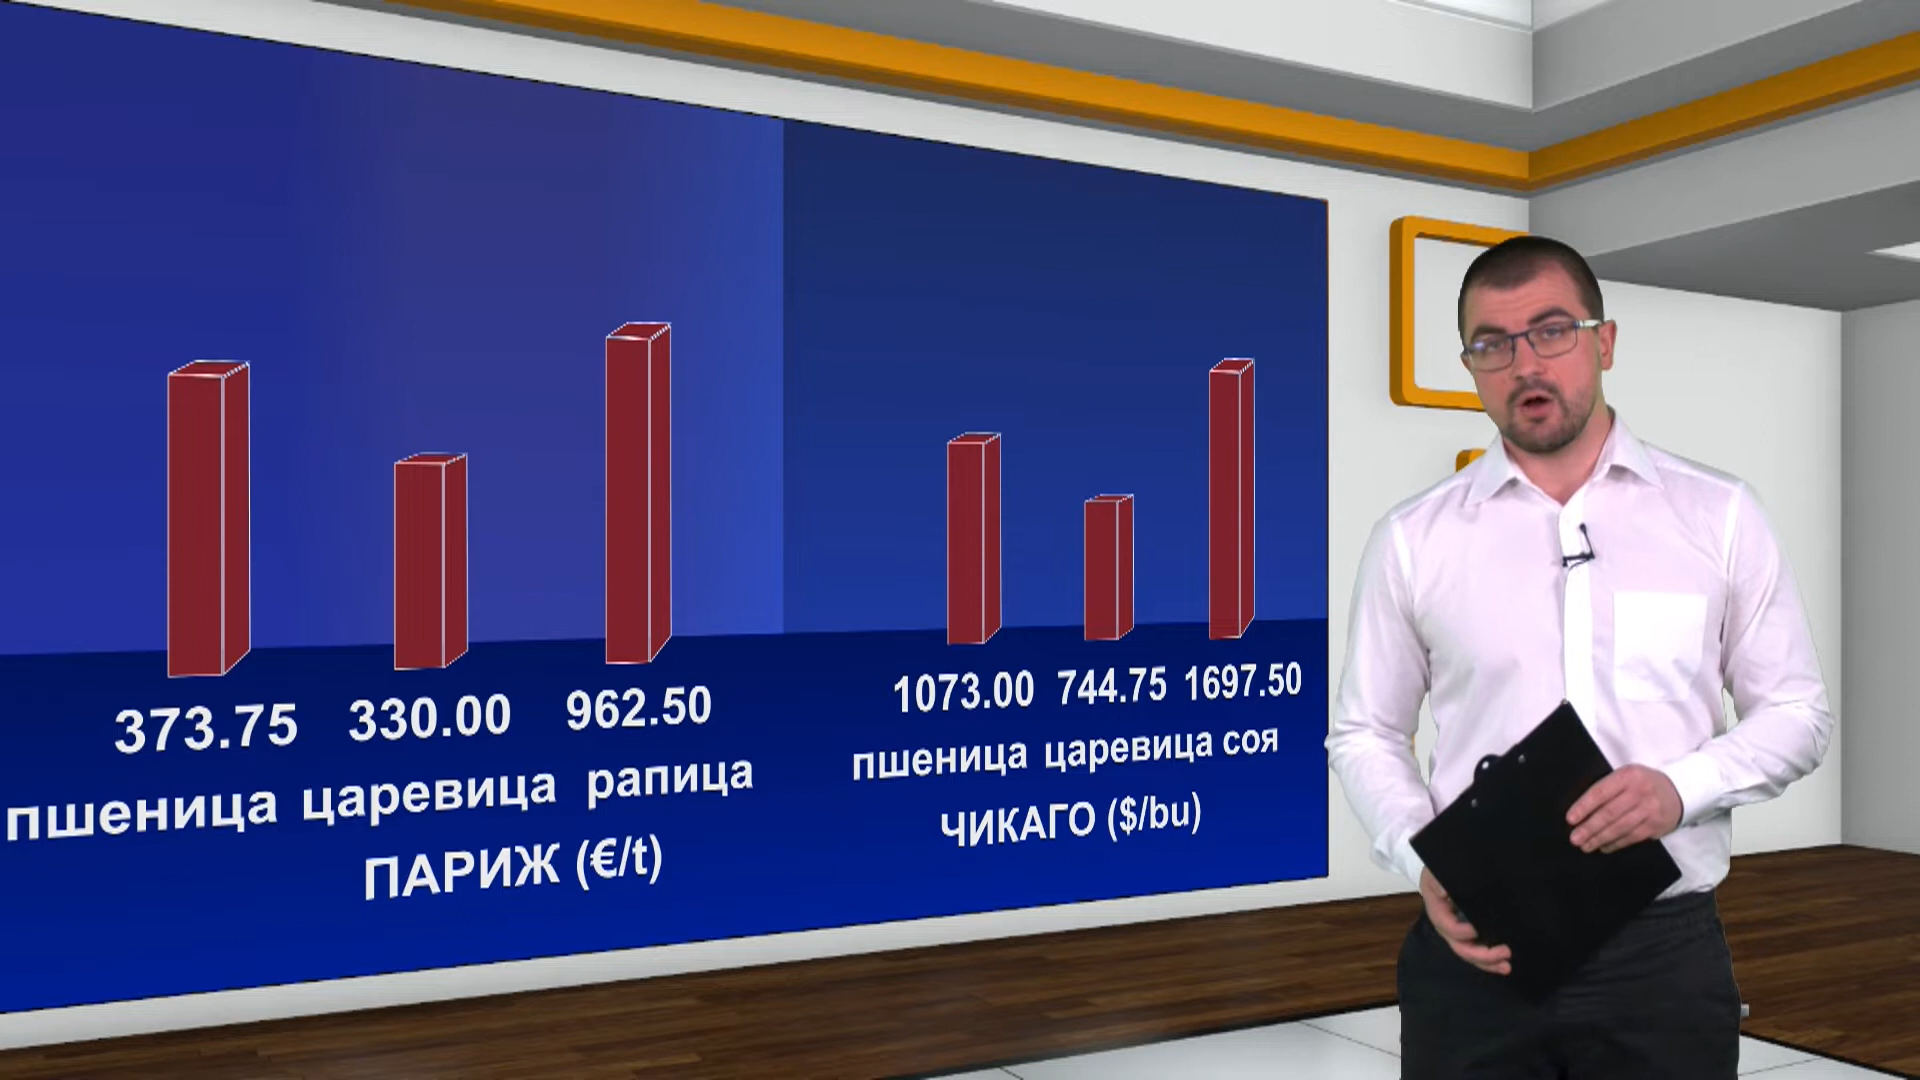 373.75 330.00 962.50
пшеница царевица рапица
ПАРИЖ (€/t)
1073.00 744.75 1697.50
пшеница царевица соя
ЧИКАГО ($/bu)